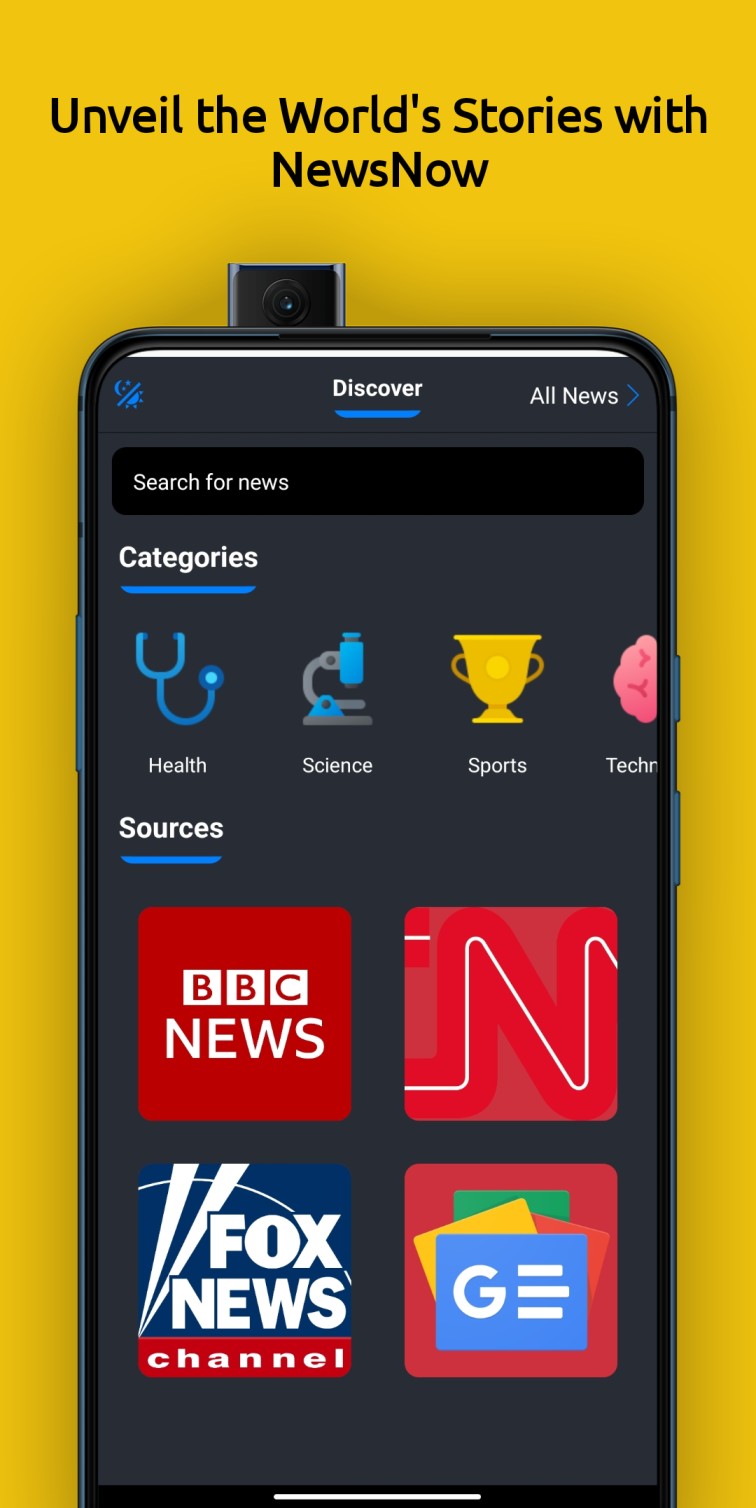 Unveil the World's Stories with
NewsNow
Discover
All News
Search for news
Categories
Health
Science
Sports
Techn
Sources
BBC
NEWS
N
FOX
NEWS
channel
G